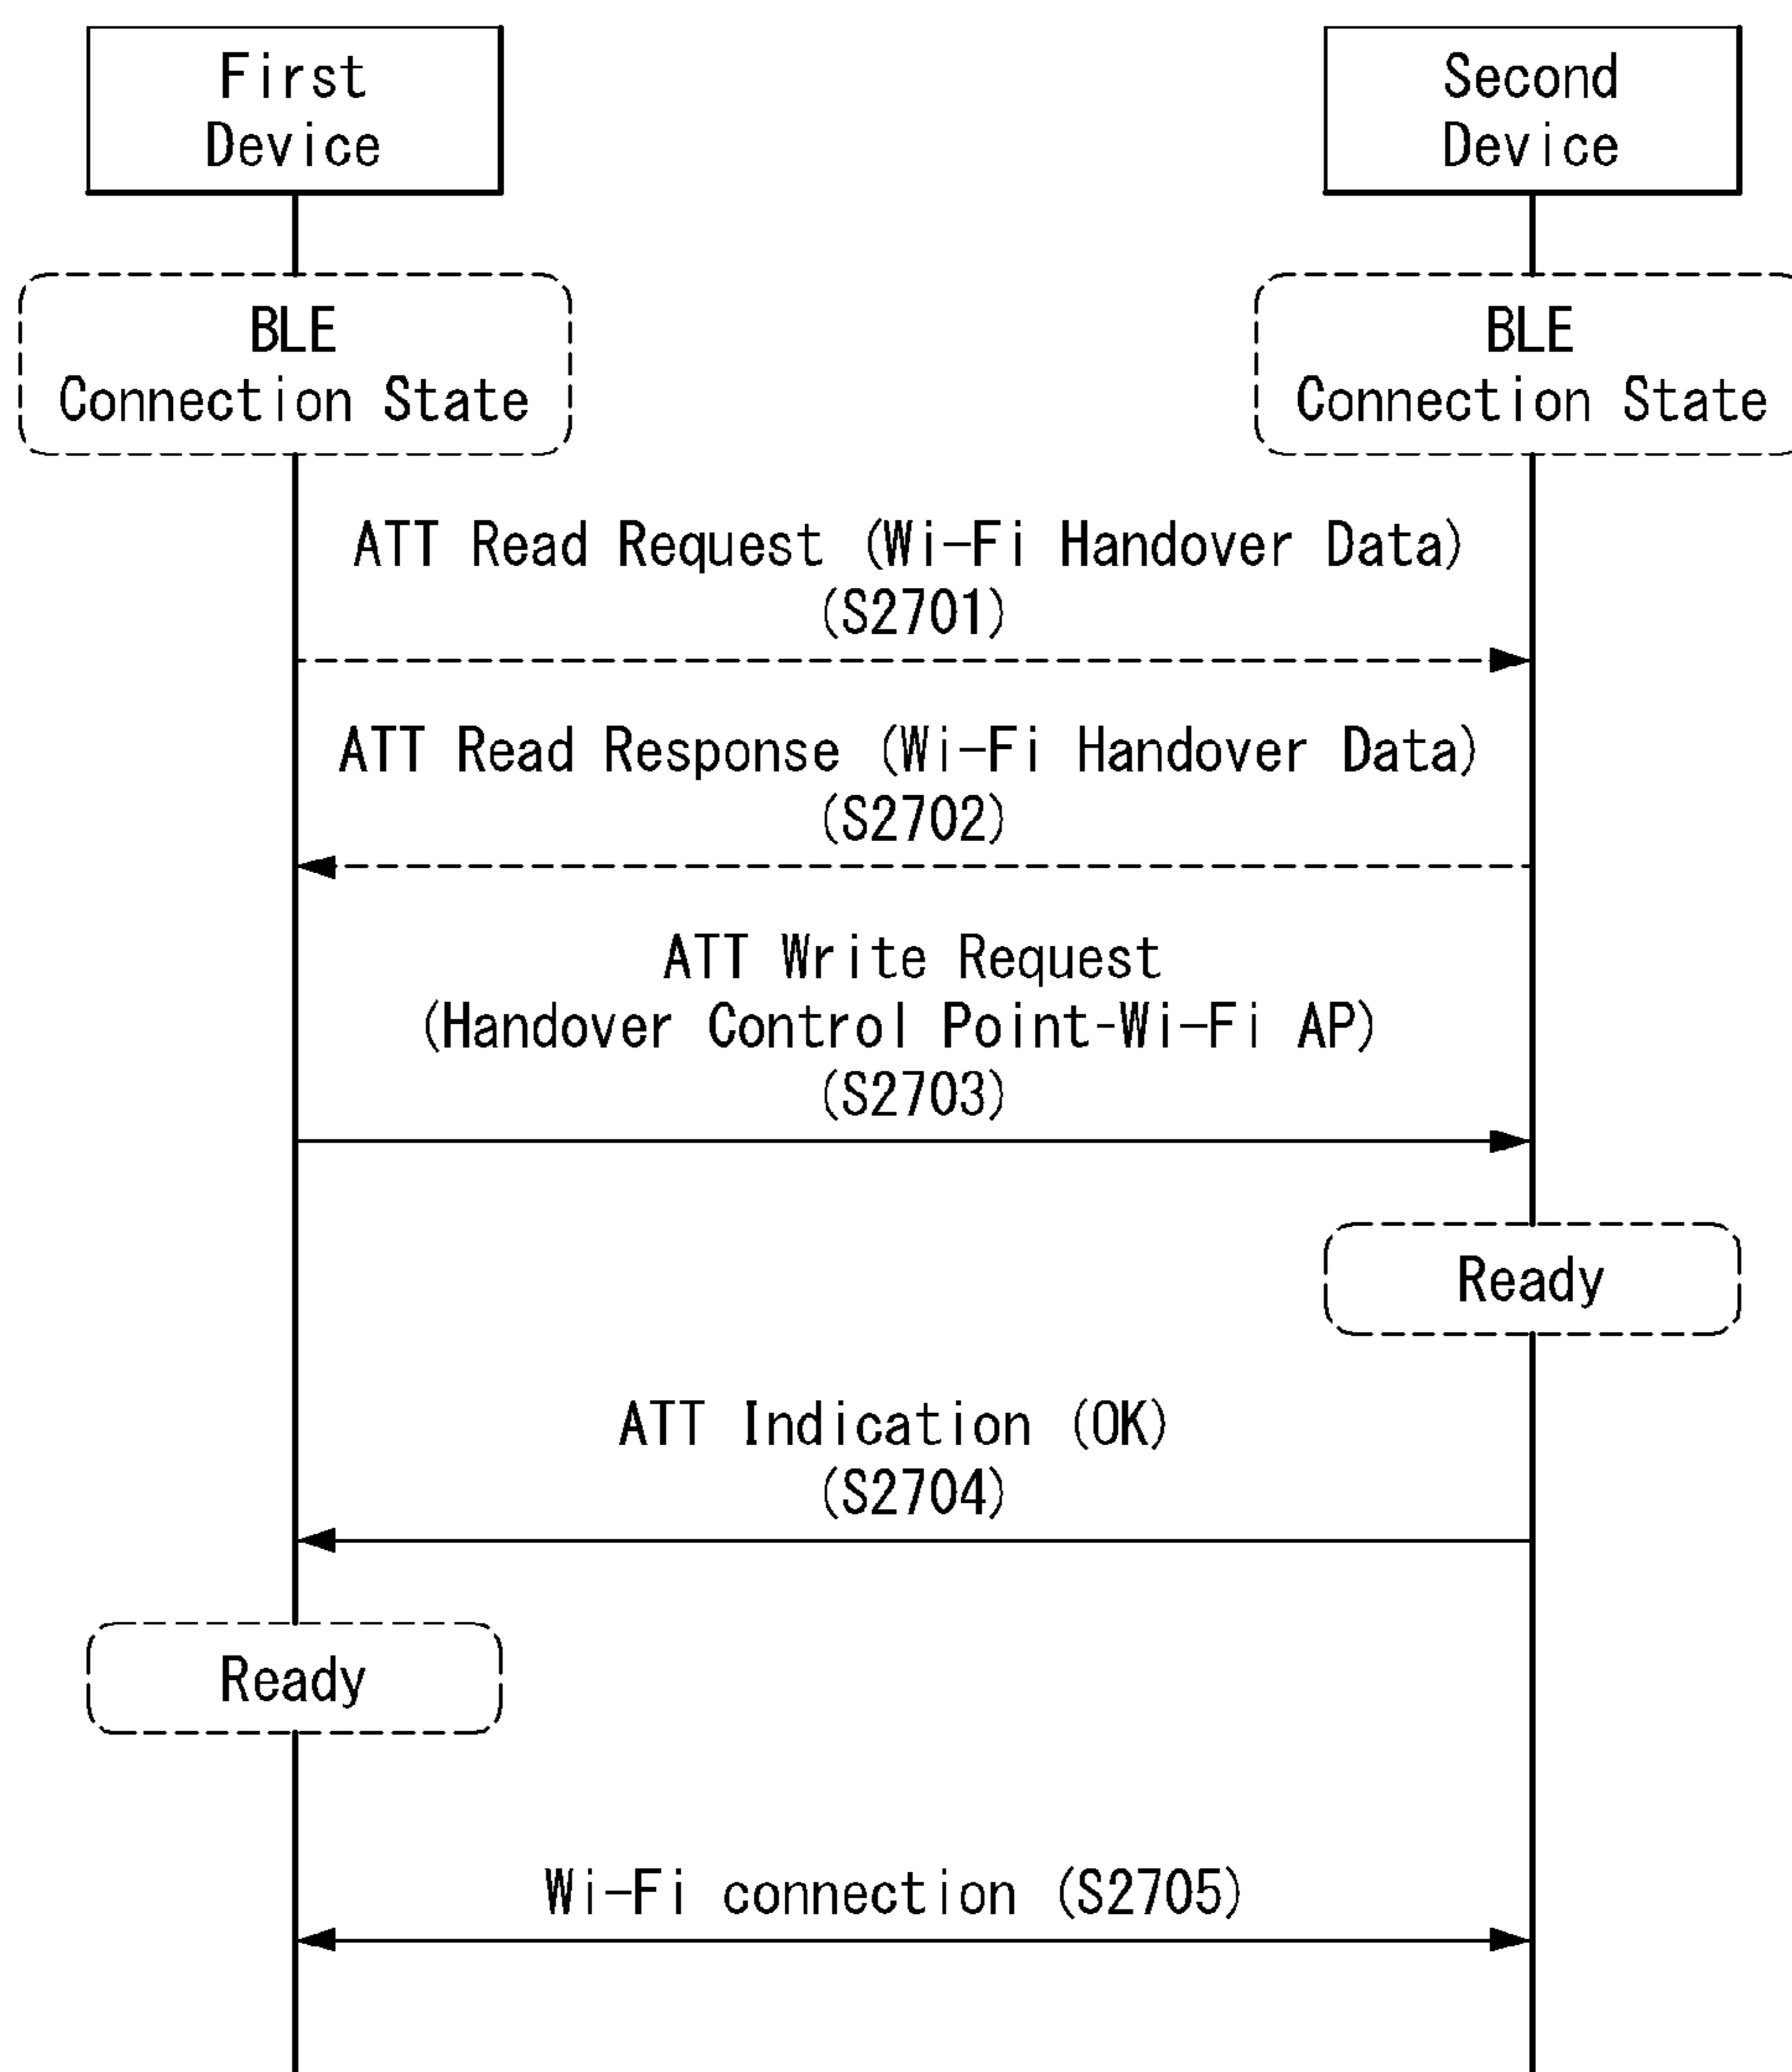 First
Device
Second
Device
BLE
Connection State
BLE
Connection State
ATT Read Request (Wi-Fi Handover Data)
(S2701)
ATT Read Response (Wi-Fi Handover Data)
(S2702)
ATT Write Request
(Handover Control Point-Wi-Fi AP)
(S2703)
Ready
ATT Indication (OK)
(S2704)
Ready
Wi-Fi connection (S2705)